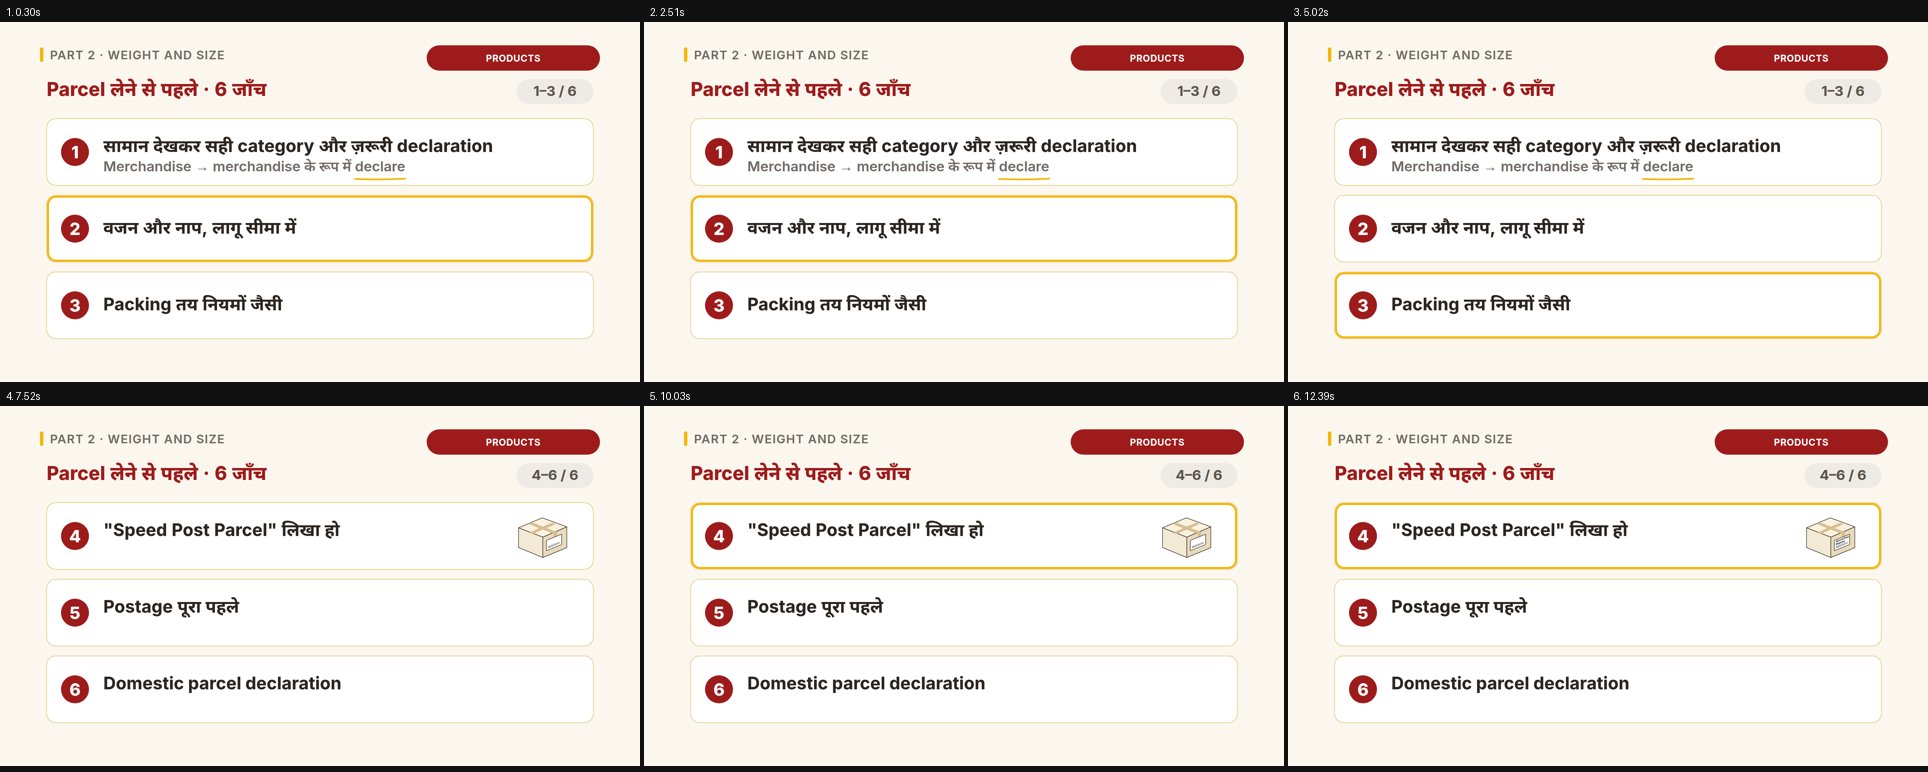 1. 0.30s
PART 2 · WEIGHT AND SIZE
PRODUCTS
Parcel लेने से पहले · 6 जाँच
1–3 / 6
1 सामान देखकर सही category और ज़रूरी declaration
Merchandise → merchandise के रूप में declare
2 वजन और नाप, लागू सीमा में
3 Packing तय नियमों जैसी
2. 2.51s
PART 2 · WEIGHT AND SIZE
PRODUCTS
Parcel लेने से पहले · 6 जाँच
1–3 / 6
1 सामान देखकर सही category और ज़रूरी declaration
Merchandise → merchandise के रूप में declare
2 वजन और नाप, लागू सीमा में
3 Packing तय नियमों जैसी
3. 5.02s
PART 2 · WEIGHT AND SIZE
PRODUCTS
Parcel लेने से पहले · 6 जाँच
1–3 / 6
1 सामान देखकर सही category और ज़रूरी declaration
Merchandise → merchandise के रूप में declare
2 वजन और नाप, लागू सीमा में
3 Packing तय नियमों जैसी
4. 7.52s
PART 2 · WEIGHT AND SIZE
PRODUCTS
Parcel लेने से पहले · 6 जाँच
4–6 / 6
4 "Speed Post Parcel" लिखा हो
5 Postage पूरा पहले
6 Domestic parcel declaration
5. 10.03s
PART 2 · WEIGHT AND SIZE
PRODUCTS
Parcel लेने से पहले · 6 जाँच
4–6 / 6
4 "Speed Post Parcel" लिखा हो
5 Postage पूरा पहले
6 Domestic parcel declaration
6. 12.39s
PART 2 · WEIGHT AND SIZE
PRODUCTS
Parcel लेने से पहले · 6 जाँच
4–6 / 6
4 "Speed Post Parcel" लिखा हो
5 Postage पूरा पहले
6 Domestic parcel declaration